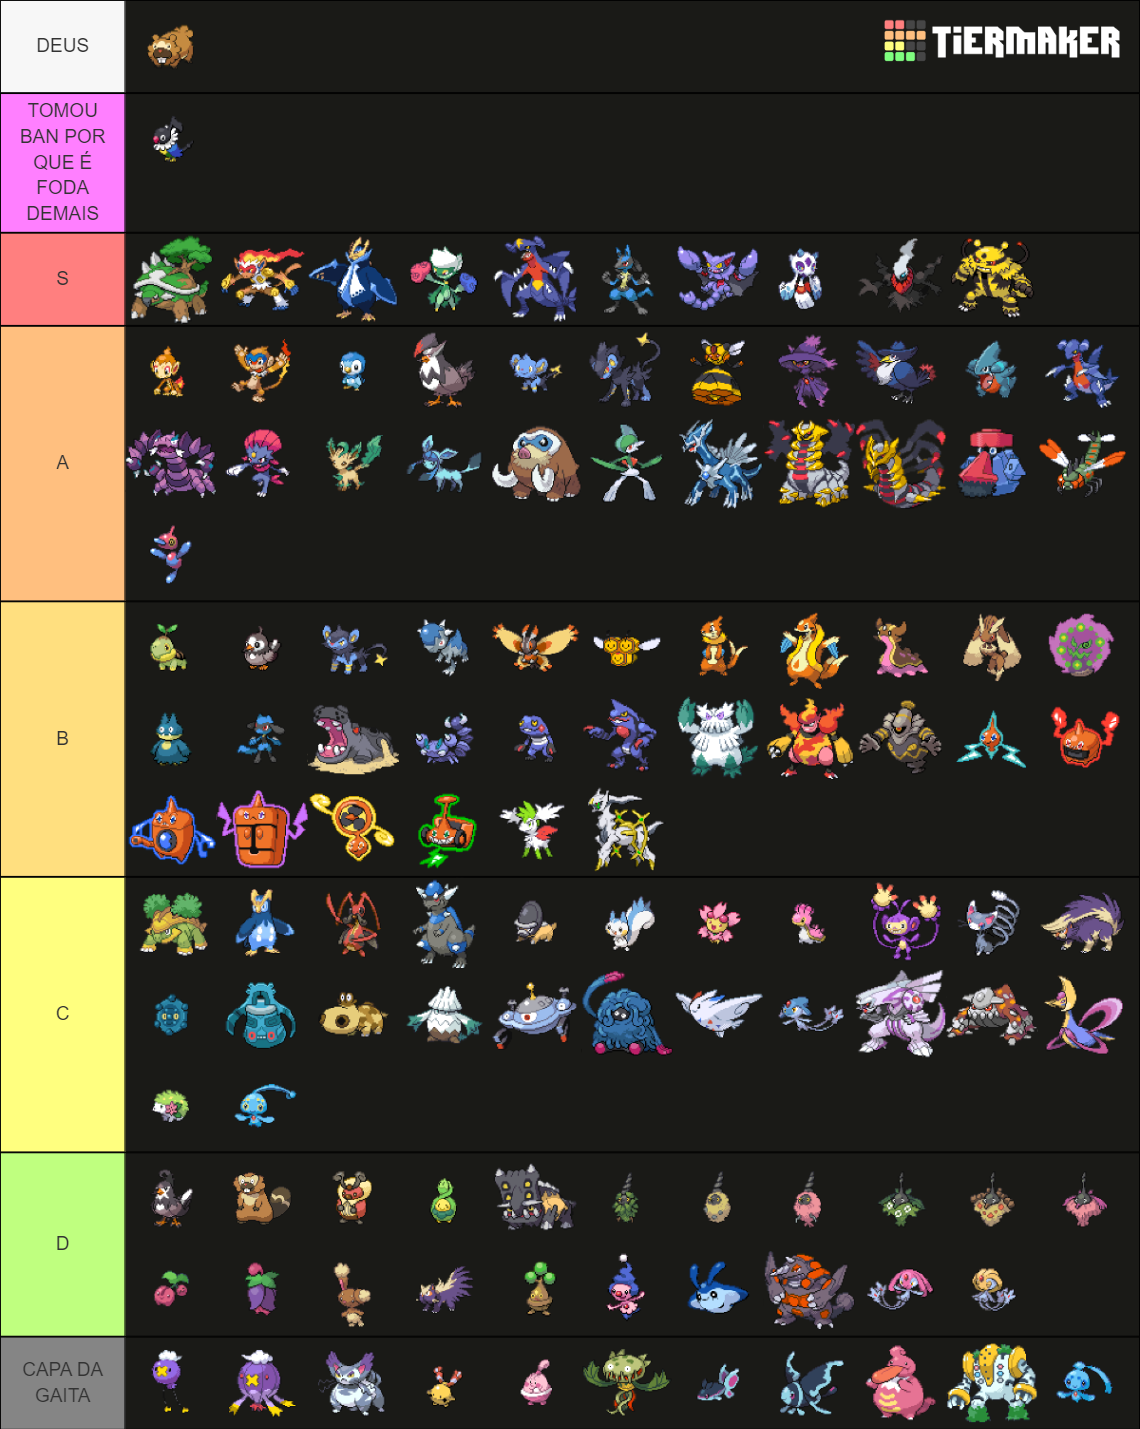 DEUS
TiERMAKER
TOMOU
BAN POR
QUE É
FODA
DEMAIS
S
A
B
C
D
CAPA DA
GAITA